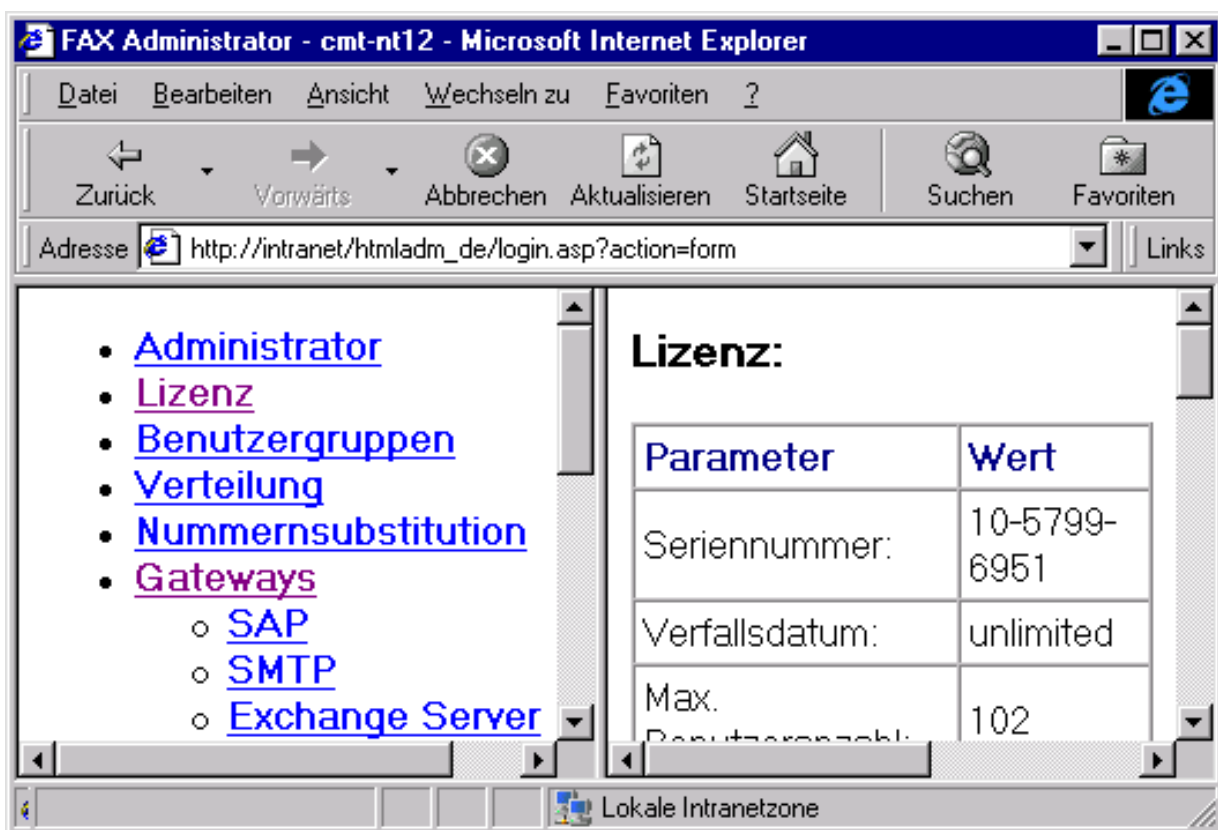 FAX Administrator - cmt-nt12 - Microsoft Internet Explorer
Datei Bearbeiten Ansicht Wechseln zu Favoriten ?
Zurück Vorwärts Abbrechen Aktualisieren Startseite Suchen Favoriten
Adresse http://intranet/htmladm_de/login.asp?action=form Links
Administrator
Lizenz
Benutzergruppen
Verteilung
Nummernsubstitution
Gateways
SAP
SMTP
Exchange Server
Lizenz:
Parameter Wert
Seriennummer: 10-5799-
6951
Verfallsdatum: unlimited
Max.
Benutzeranzahl: 102
Lokale Intranetzone